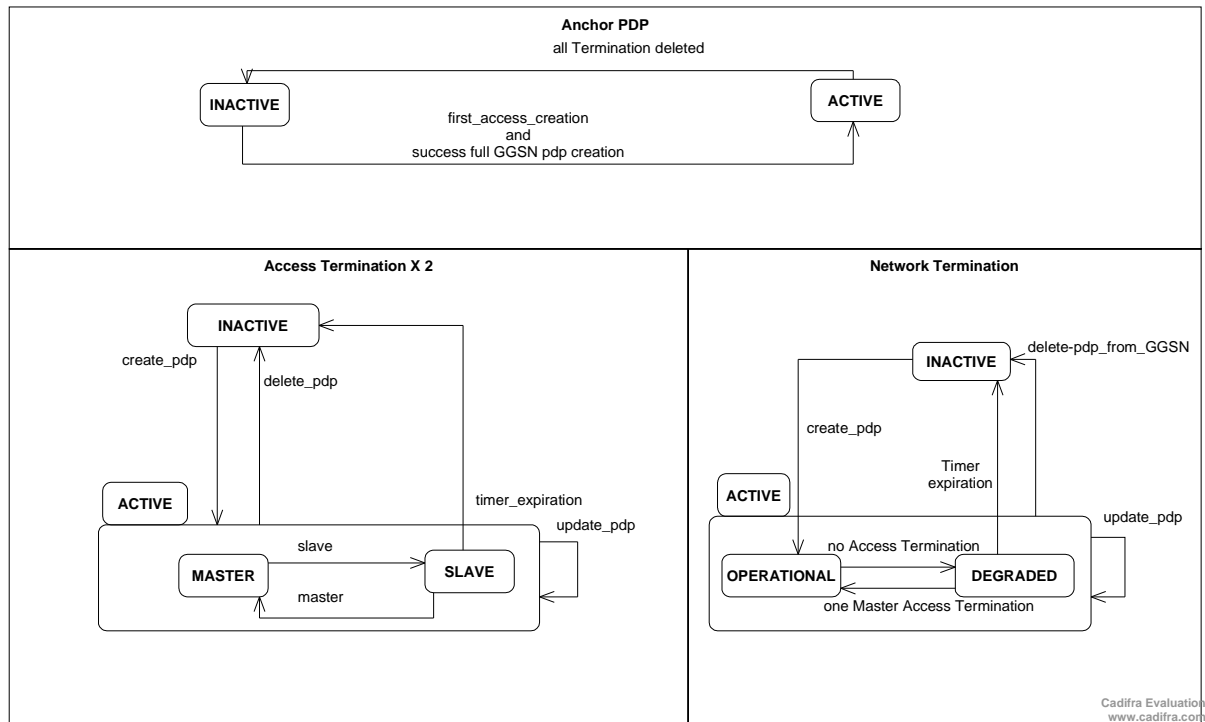 Anchor PDP
all Termination deleted
INACTIVE
ACTIVE
first_access_creation
and
success full GGSN pdp creation
Access Termination X 2
INACTIVE
create_pdp
delete_pdp
ACTIVE
timer_expiration
update_pdp
slave
MASTER
SLAVE
master
Network Termination
delete-pdp_from_GGSN
INACTIVE
create_pdp
Timer
expiration
ACTIVE
update_pdp
no Access Termination
OPERATIONAL
DEGRADED
one Master Access Termination
Cadifra Evaluation
www.cadifra.com